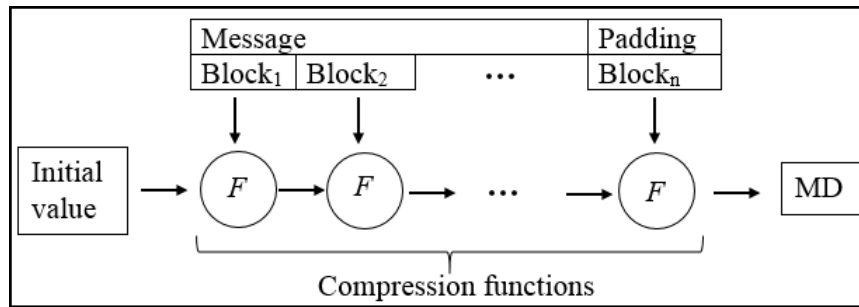 Message Padding
Block₁ Block₂ ... Blockₙ
Initial
value
F F ... F
MD
Compression functions